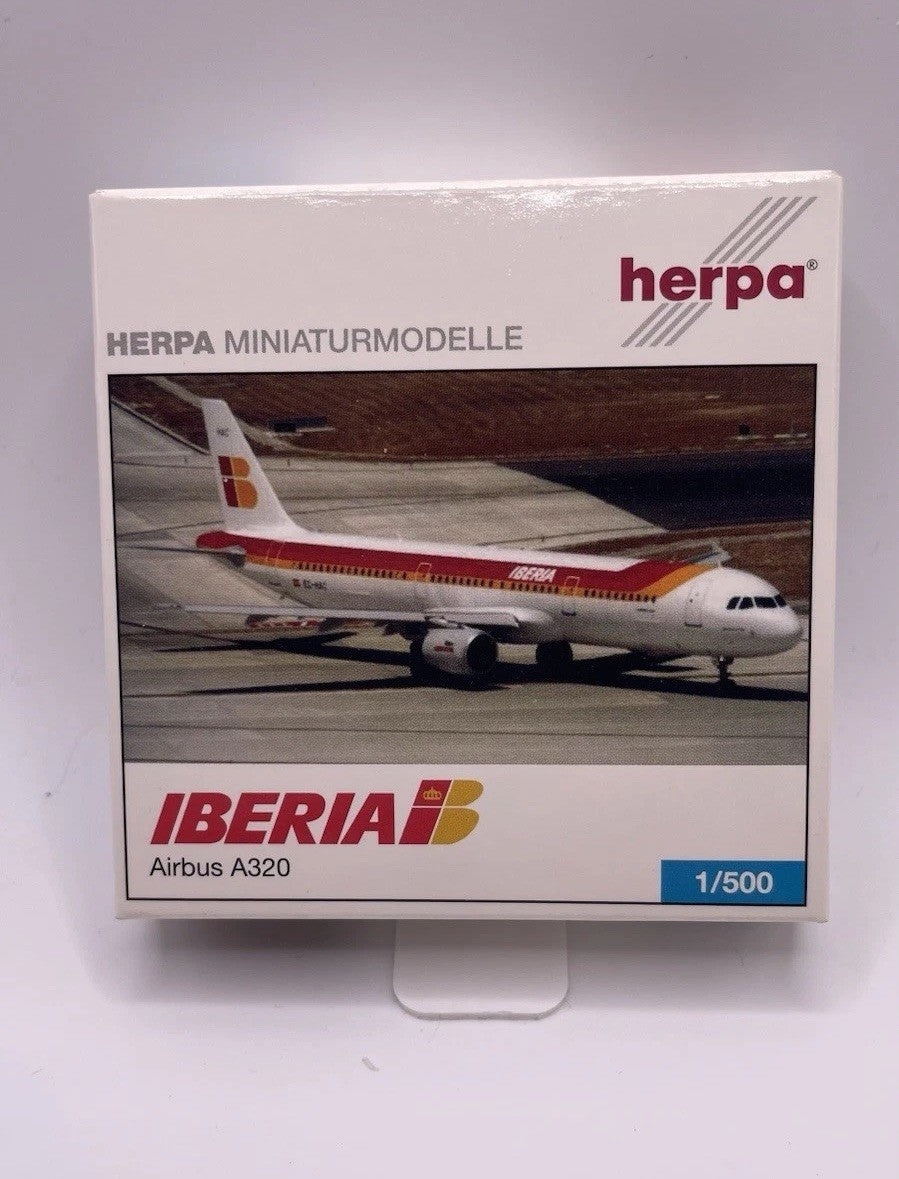 herpa®
HERPA MINIATURMODELLE
IBERIA
IBERIA
Airbus A320
1/500